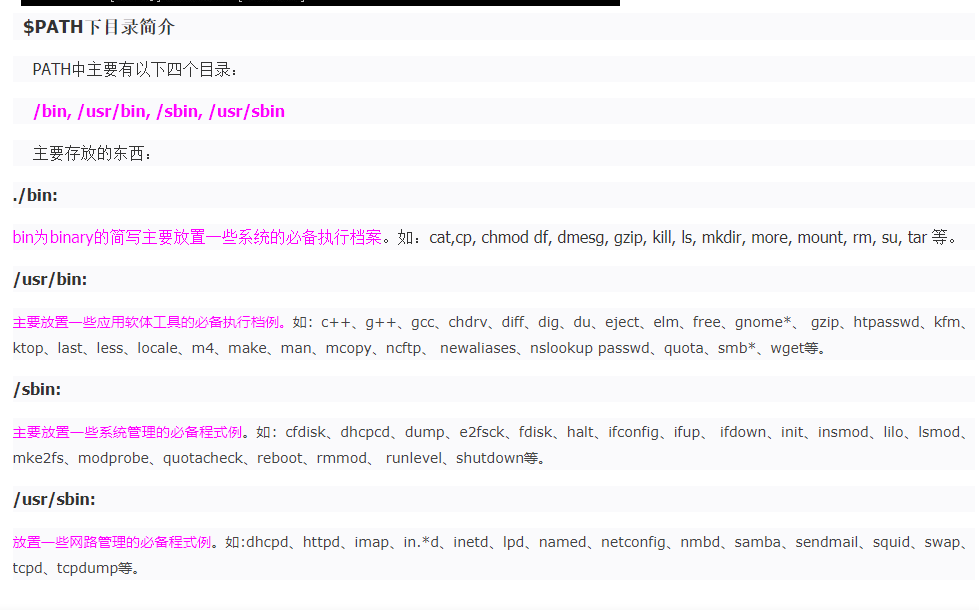 $PATH下目录简介
PATH中主要有以下四个目录：
/bin, /usr/bin, /sbin, /usr/sbin
主要存放的东西：
./bin:
bin为binary的简写主要放置一些系统的必备执行档案。如：cat,cp, chmod df, dmesg, gzip, kill, ls, mkdir, more, mount, rm, su, tar 等。
/usr/bin:
主要放置一些应用软体工具的必备执行档例。如：c++、g++、gcc、chdrv、diff、dig、du、eject、elm、free、gnome*、 gzip、htpasswd、kfm、
ktop、last、less、locale、m4、make、man、mcopy、ncftp、 newaliases、nslookup passwd、quota、smb*、wget等。
/sbin:
主要放置一些系统管理的必备程式例。如：cfdisk、dhcpcd、dump、e2fsck、fdisk、halt、ifconfig、ifup、 ifdown、init、insmod、lilo、lsmod、
mke2fs、modprobe、quotacheck、reboot、rmmod、 runlevel、shutdown等。
/usr/sbin:
放置一些网路管理的必备程式例。如:dhcpd、httpd、imap、in.*d、inetd、lpd、named、netconfig、nmbd、samba、sendmail、squid、swap、
tcpd、tcpdump等。